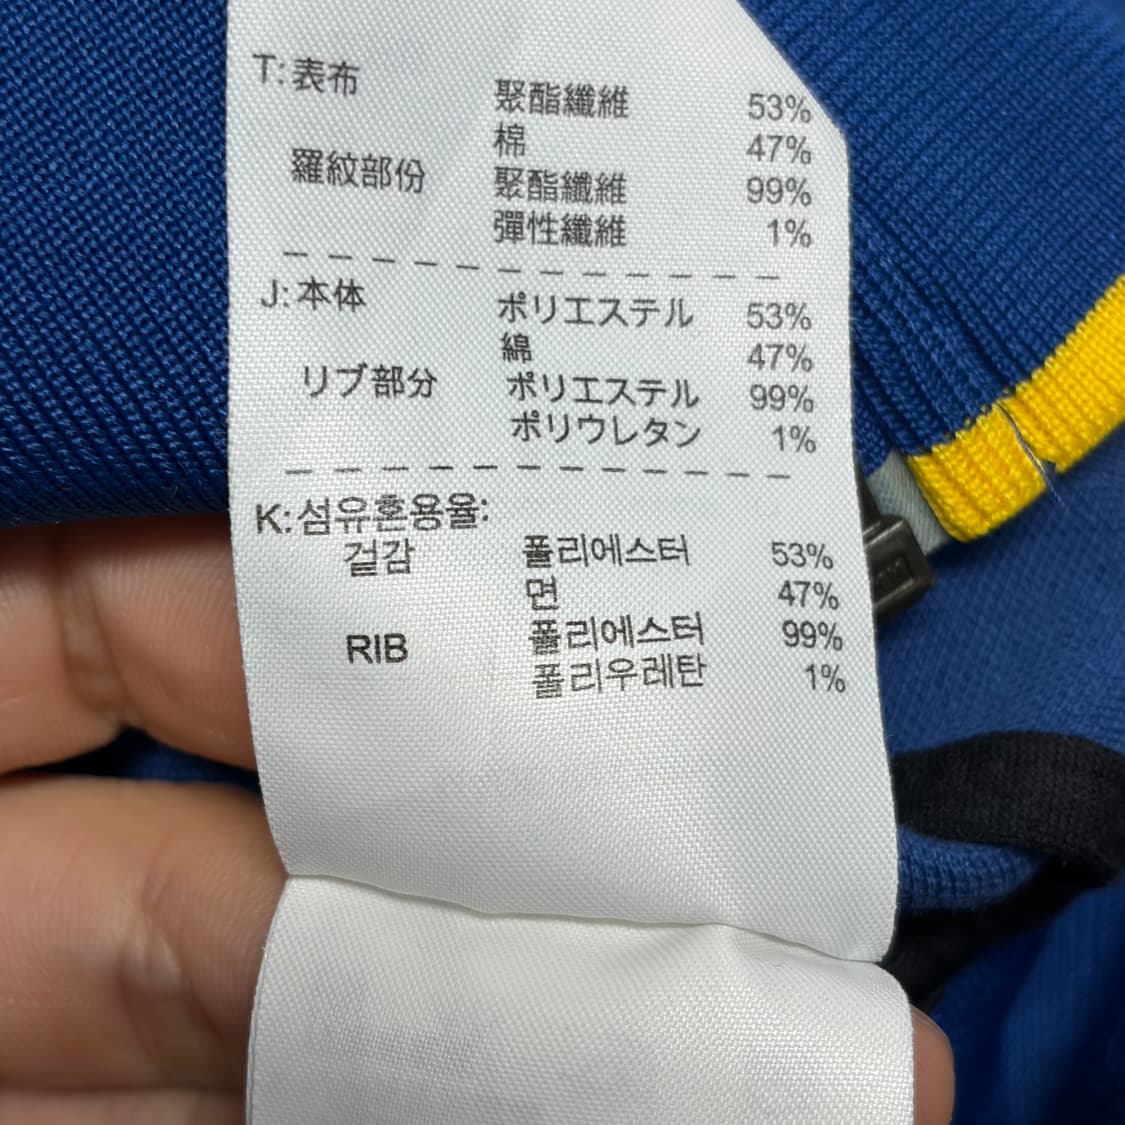 T: 表布 聚酯纖維 53%
棉 47%
羅紋部份 聚酯纖維 99%
彈性纖維 1%
J: 本体 ポリエステル 53%
綿 47%
リブ部分 ポリエステル 99%
ポリウレタン 1%
K: 섬유혼용율:
걸감 폴리에스터 53%
면 47%
RIB 폴리에스터 99%
폴리우레탄 1%